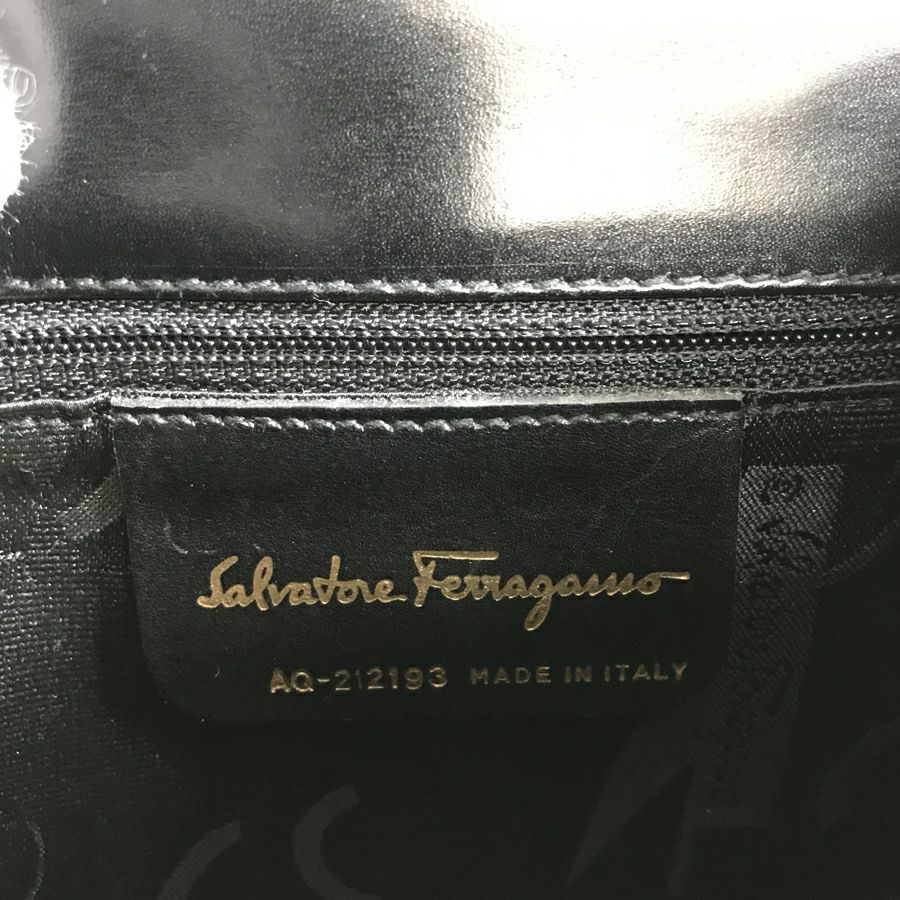 Salvatore Ferragamo
AQ-212193 MADE IN ITALY